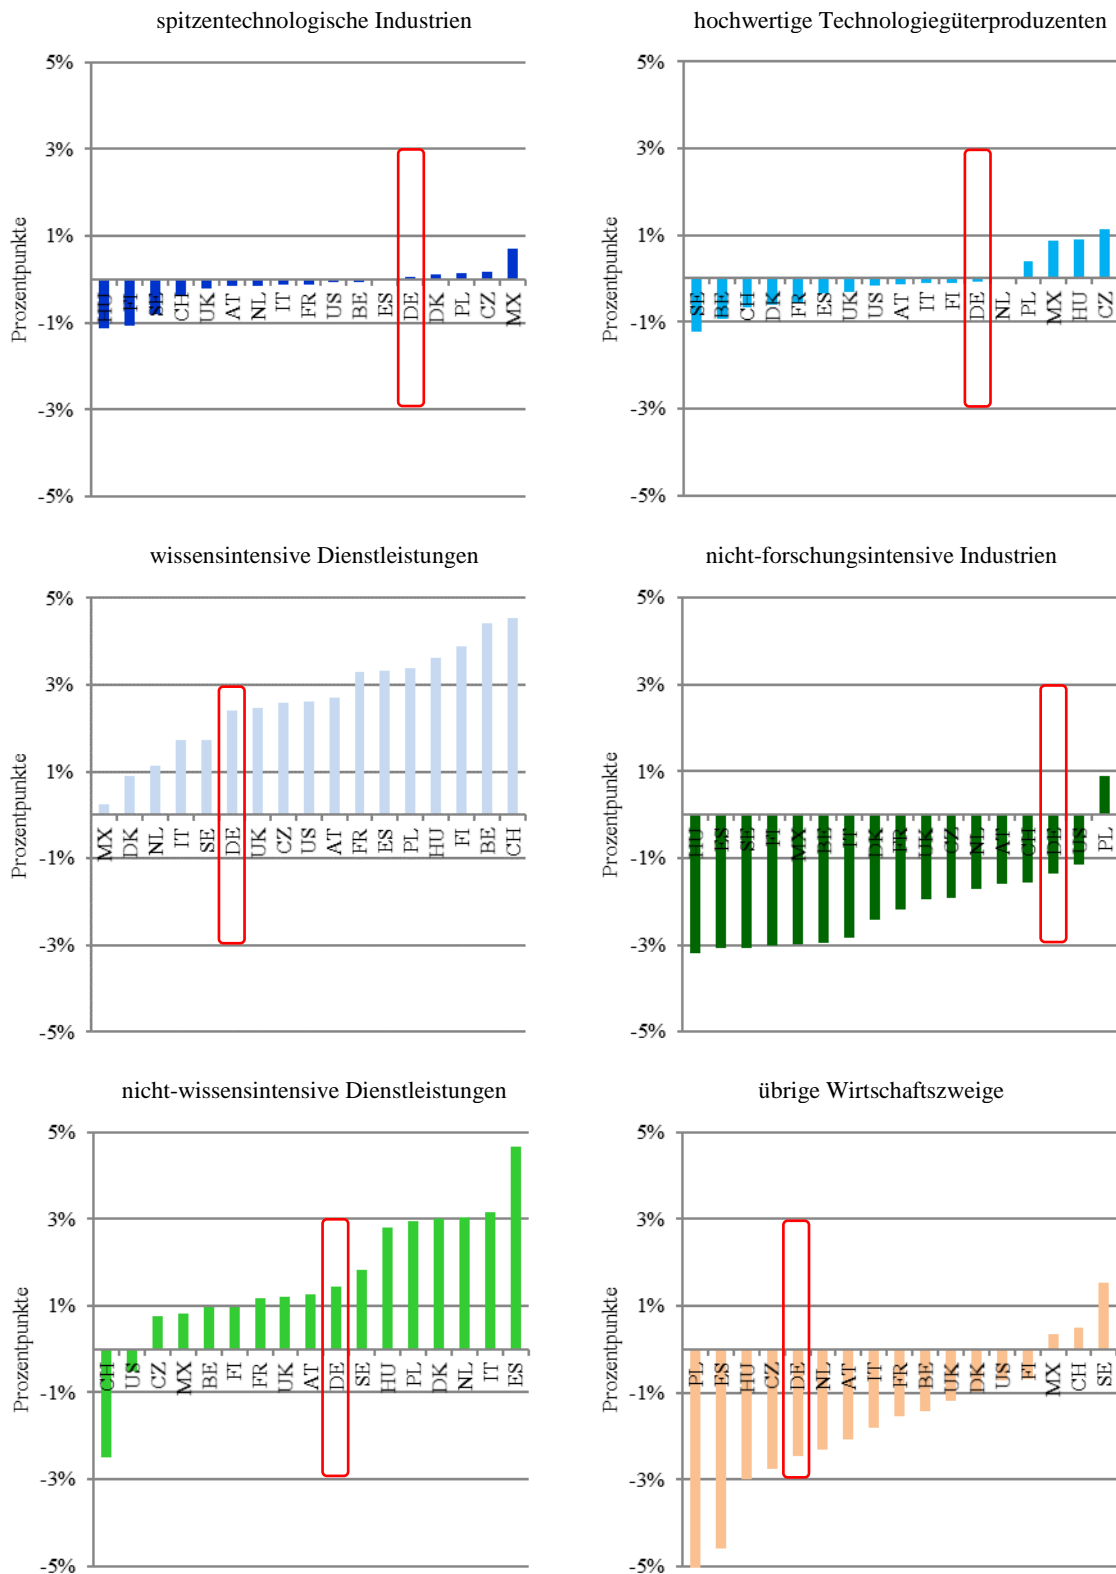 spitzentechnologische Industrien
5%
3%
1%
-1%
-3%
-5%
Prozentpunkte
HU FI SE CH UK AT NL IT FR US BE ES DE DK PL CZ MX
hochwertige Technologiegüterproduzenten
5%
3%
1%
-1%
-3%
-5%
Prozentpunkte
SE BE CH DK FR ES UK US AT IT FI DE NL PL MX HU CZ
wissensintensive Dienstleistungen
5%
3%
1%
-1%
-3%
-5%
Prozentpunkte
MX DK NL IT SE DE UK CZ US AT FR ES PL HU FI BE CH
nicht-forschungsintensive Industrien
5%
3%
1%
-1%
-3%
-5%
Prozentpunkte
HU ES SE FI MX BE IT DK FR UK CZ NL AT CH DE US PL
nicht-wissensintensive Dienstleistungen
5%
3%
1%
-1%
-3%
-5%
Prozentpunkte
CH US CZ MX BE FI FR UK AT DE SE HU PL DK NL IT ES
übrige Wirtschaftszweige
5%
3%
1%
-1%
-3%
-5%
Prozentpunkte
PL ES HU CZ DE NL AT IT FR BE UK DK US FI MX CH SE